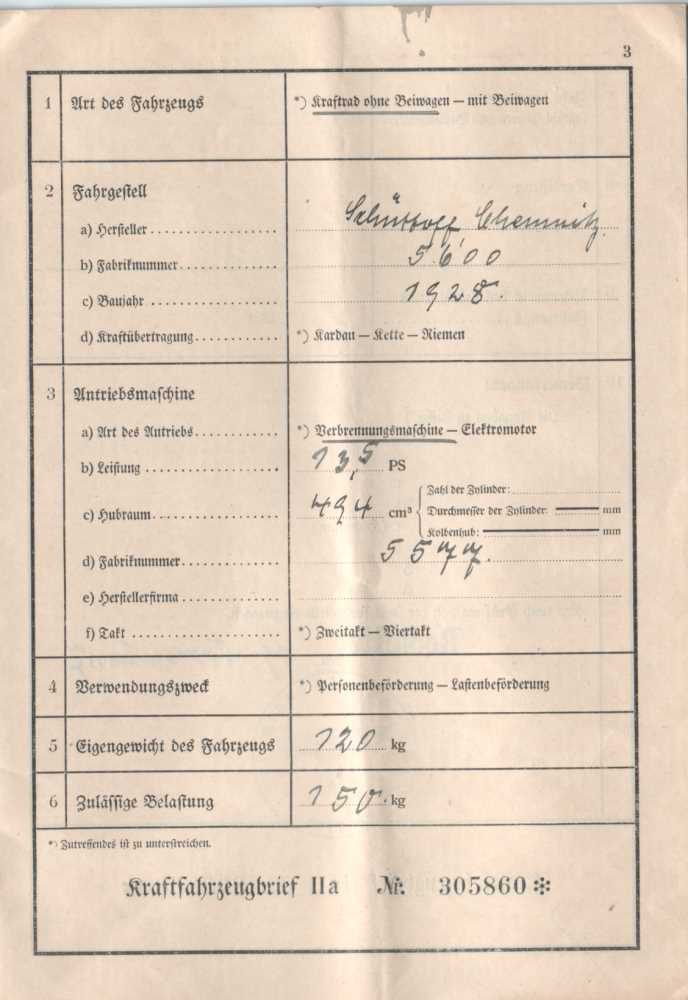 3
1 Art des Fahrzeugs *) Kraftrad ohne Beiwagen — mit Beiwagen
2 Fahrgestell
a) Hersteller ................. Schüttoff Chemnitz
b) Fabriknummer ............. 5600
c) Baujahr ................. 1928.
d) Kraftübertragung ............ *) Kardan — Kette — Riemen
3 Antriebsmaschine
a) Art des Antriebs ............ *) Verbrennungsmaschine — Elektromotor
b) Leistung ................. 13,5 PS
c) Hubraum ................. 494 cm³ { Zahl der Zylinder:
Durchmesser der Zylinder: mm
Kolbenhub: mm
d) Fabriknummer ............. 5577.
e) Herstellerfirma .............
f) Takt ................. *) Zweitakt — Viertakt
4 Verwendungszweck *) Personenbeförderung — Lastenbeförderung
5 Eigengewicht des Fahrzeugs 120 kg
6 Zulässige Belastung 150. kg
*) Zutreffendes ist zu unterstreichen.
Kraftfahrzeugbrief IIa Nr. 305860 ✻